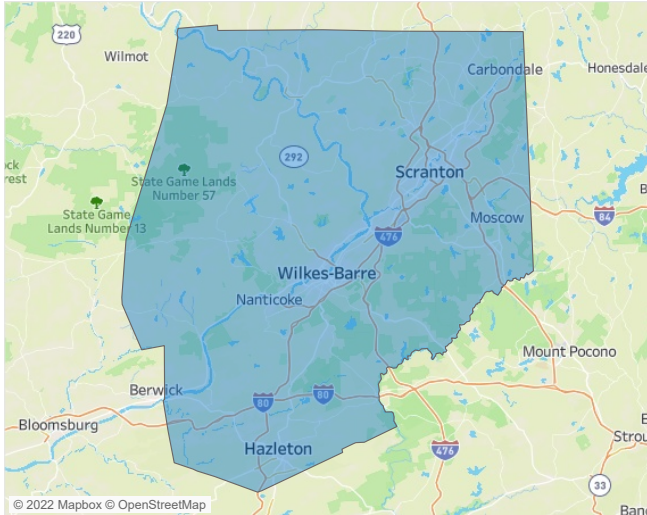 220
Wilmot
Carbondale
Honesdale
292
Scranton
State Game Lands
Number 57
State Game
Lands Number 13
ock
rest
B
84
Moscow
476
Wilkes-Barre
Nanticoke
Mount Pocono
Berwick
80
80
Bloomsburg
E
Strou
Hazleton
476
33
Ban
© 2022 Mapbox © OpenStreetMap